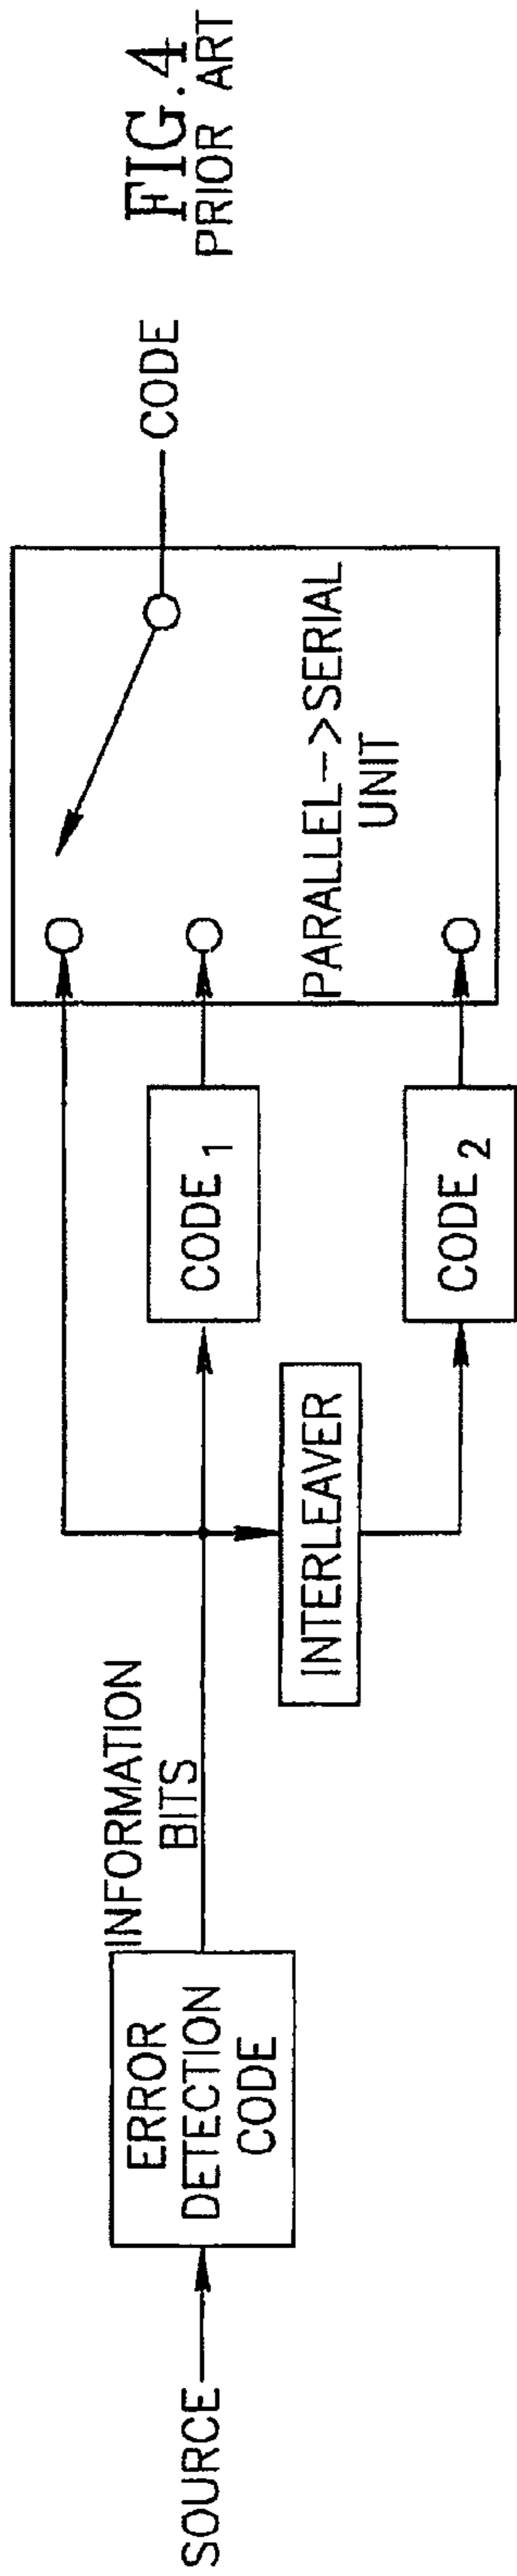 SOURCE
ERROR
DETECTION
CODE
INFORMATION
BITS
INTERLEAVER
CODE 1
CODE 2
PARALLEL->SERIAL
UNIT
CODE
FIG.4
PRIOR ART